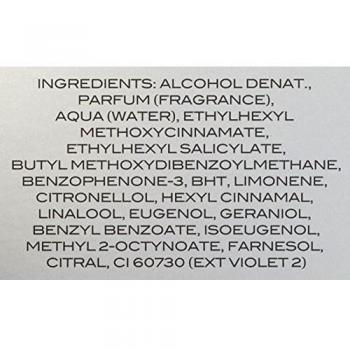 INGREDIENTS: ALCOHOL DENAT.,
PARFUM (FRAGRANCE),
AQUA (WATER), ETHYLHEXYL
METHOXYCINNAMATE,
ETHYLHEXYL SALICYLATE,
BUTYL METHOXYDIBENZOYLMETHANE,
BENZOPHENONE-3, BHT, LIMONENE,
CITRONELLOL, HEXYL CINNAMAL,
LINALOOL, EUGENOL, GERANIOL,
BENZYL BENZOATE, ISOEUGENOL,
METHYL 2-OCTYNOATE, FARNESOL,
CITRAL, CI 60730 (EXT VIOLET 2)